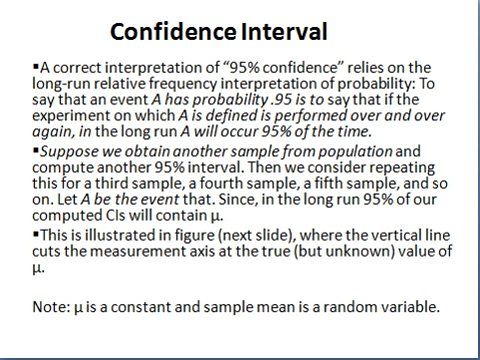 Confidence Interval
▪A correct interpretation of “95% confidence” relies on the
long-run relative frequency interpretation of probability: To
say that an event A has probability .95 is to say that if the
experiment on which A is defined is performed over and over
again, in the long run A will occur 95% of the time.
▪Suppose we obtain another sample from population and
compute another 95% interval. Then we consider repeating
this for a third sample, a fourth sample, a fifth sample, and so
on. Let A be the event that. Since, in the long run 95% of our
computed CIs will contain μ.
▪This is illustrated in figure (next slide), where the vertical line
cuts the measurement axis at the true (but unknown) value of
μ.
Note: μ is a constant and sample mean is a random variable.